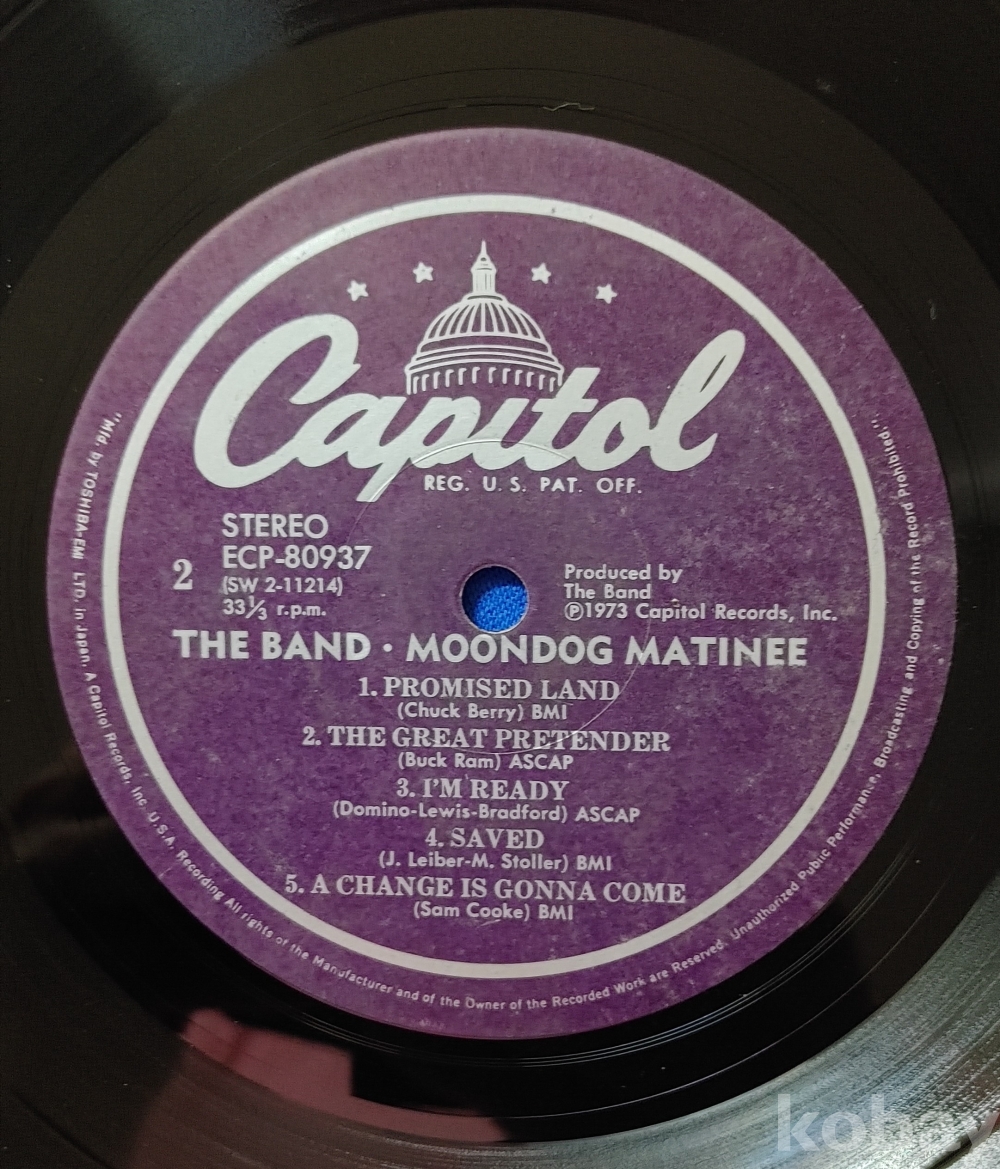 Capitol
REG. U.S. PAT. OFF.
STEREO
ECP-80937
2
(SW 2-11214)
33⅓ r.p.m.
Produced by
The Band
Ⓟ1973 Capitol Records, Inc.
THE BAND • MOONDOG MATINEE
1. PROMISED LAND
(Chuck Berry) BMI
2. THE GREAT PRETENDER
(Buck Ram) ASCAP
3. I'M READY
(Domino-Lewis-Bradford) ASCAP
4. SAVED
(J. Leiber-M. Stoller) BMI
5. A CHANGE IS GONNA COME
(Sam Cooke) BMI
"Mfd. by TOSHIBA-EMI LTD. in Japan. A Capitol Records, Inc. U.S.A. Recording All rights of the Manufacturer and of the Owner of the Recorded Work are Reserved. Unauthorized Public Performance, Broadcasting and Copying of the Record Prohibited."
kobay